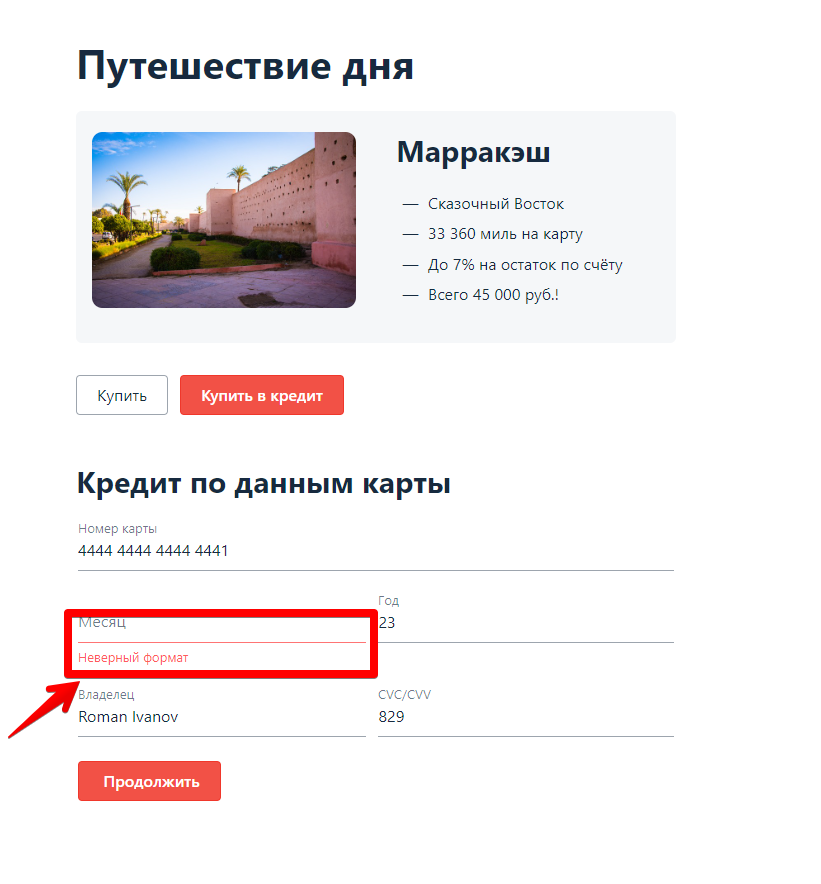 Путешествие дня
Марракэш
— Сказочный Восток
— 33 360 миль на карту
— До 7% на остаток по счёту
— Всего 45 000 руб.!
Купить
Купить в кредит
Кредит по данным карты
Номер карты
4444 4444 4444 4441
Месяц
Год
23
Неверный формат
Владелец
CVC/CVV
Roman Ivanov
829
Продолжить